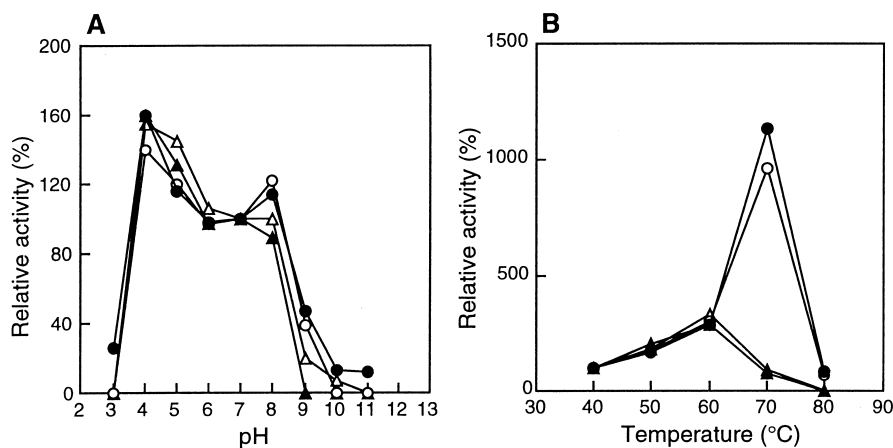 A
200
160
120
80
40
0
Relative activity (%)
2 3 4 5 6 7 8 9 10 11 12 13
pH
B
1500
1000
500
0
Relative activity (%)
30 40 50 60 70 80 90
Temperature (°C)